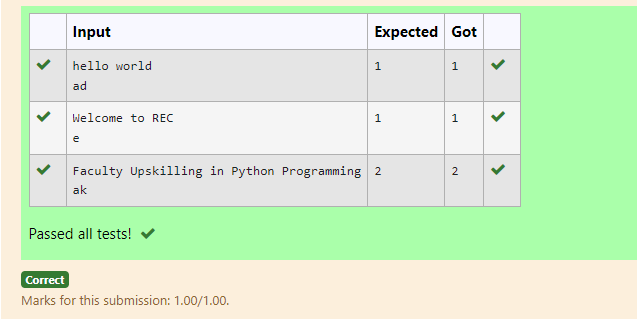 Input Expected Got
hello world 1 1
ad
Welcome to REC 1 1
e
Faculty Upskilling in Python Programming 2 2
ak
Passed all tests!
Correct
Marks for this submission: 1.00/1.00.